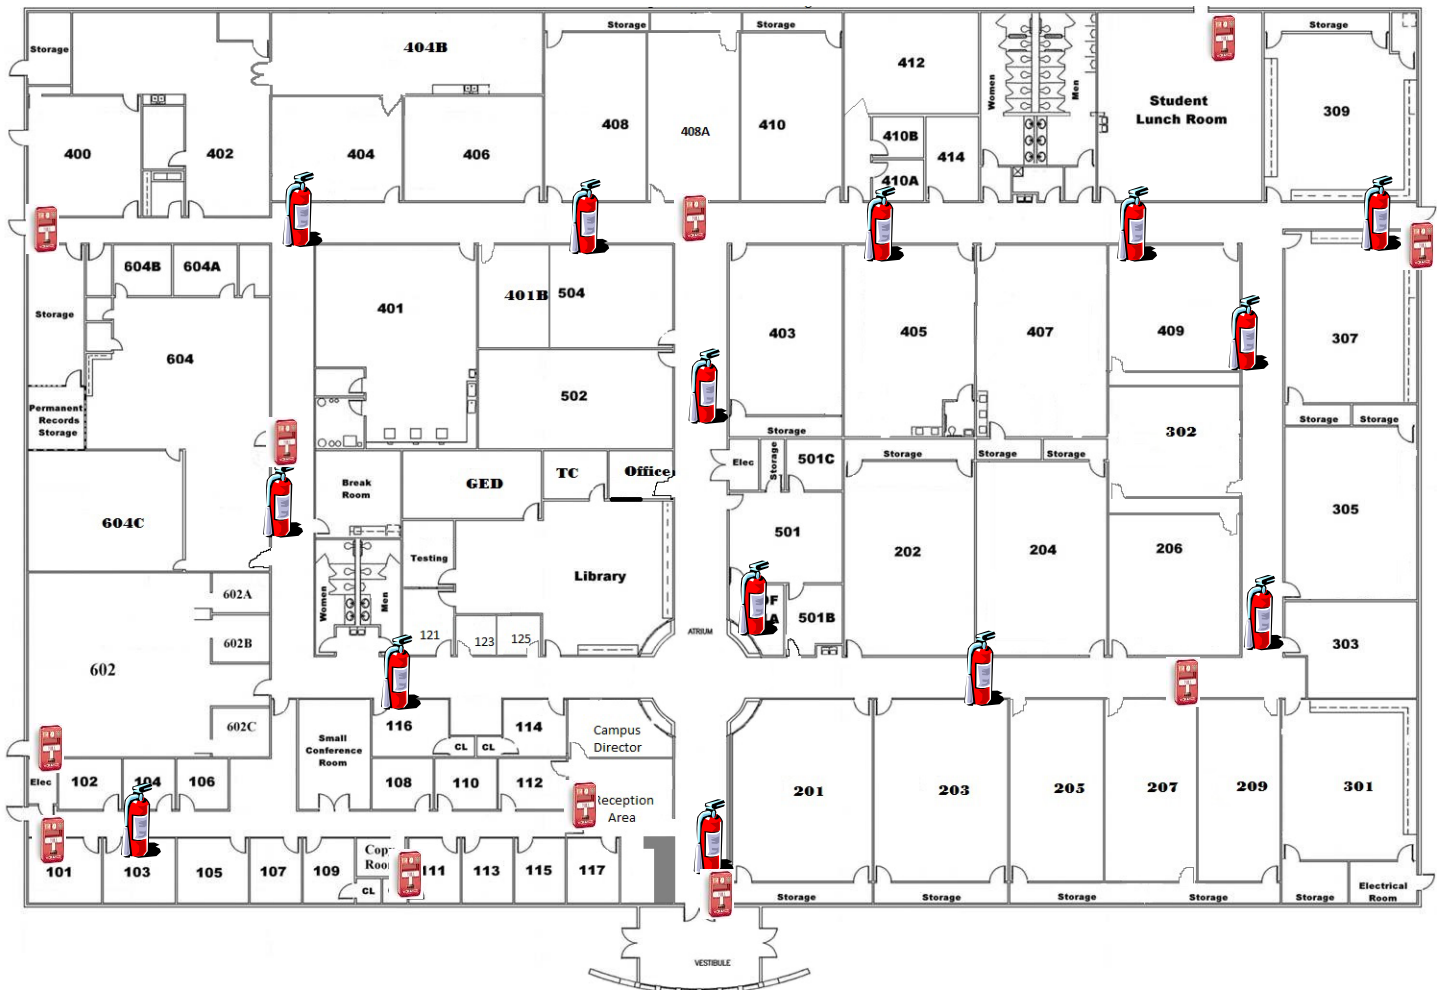 Storage
Storage
Storage
Storage
404B
412
Women
Men
Student
Lunch Room
309
400
402
404
406
408
408A
410
410B
414
410A
604B
604A
401
401B
504
403
405
407
409
307
Storage
604
502
Permanent
Records
Storage
302
Storage
Storage
Storage
Storage
Storage
Storage
Elec
Storage
501C
Break
Room
GED
TC
Office
604C
305
501
202
204
206
Testing
Library
Women
Men
602A
121
123
125
602B
501B
ATRIUM
303
602
602C
116
114
CL
CL
Campus
Director
Small
Conference
Room
Elec
102
104
106
108
110
112
201
203
205
207
209
301
Reception
Area
101
103
105
107
109
CL
111
113
115
117
Storage
Storage
Storage
Storage
Storage
Electrical
Room
VESTIBULE